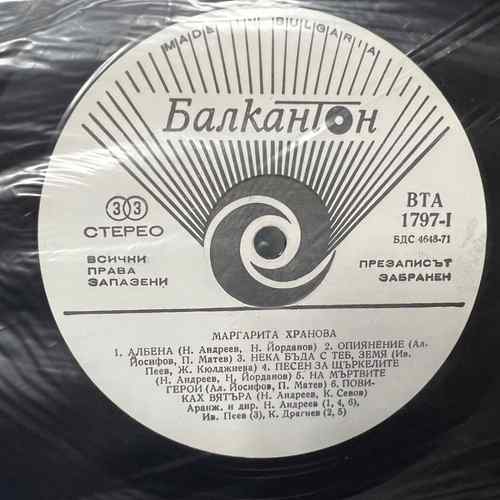 MADE IN BULGARIA
Балкантон
33
СТЕРЕО
ВТА
1797-I
БДС 4648-71
ВСИЧНИ
ПРАВА
ЗАПАЗЕНИ
ПРЕЗАПИСЪТ
ЗАБРАНЕН
МАРГАРИТА ХРАНОВА
1. АЛБЕНА (Н. Андреев, Н. Йорданов) 2. ОПИЯНЕНИЕ (Ал.
Йосифов, П. Матев) 3. НЕКА БЪДА С ТЕБ, ЗЕМЯ (Ив.
Пеев, Ж. Кюлджиева) 4. ПЕСЕН ЗА ЩЪРКЕЛИТЕ
(Н. Андреев, Н. Йорданов) 5. НА МЪРТВИТЕ
ГЕРОИ (Ал. Йосифов, П. Матев) 6. ПОВИ-
КАХ ВЯТЪРА (Н. Андреев, К. Севов)
Аранж. и дир. Н. Андреев (1, 4, 6),
Ив. Пеев (3), К. Драгнев (2, 5)